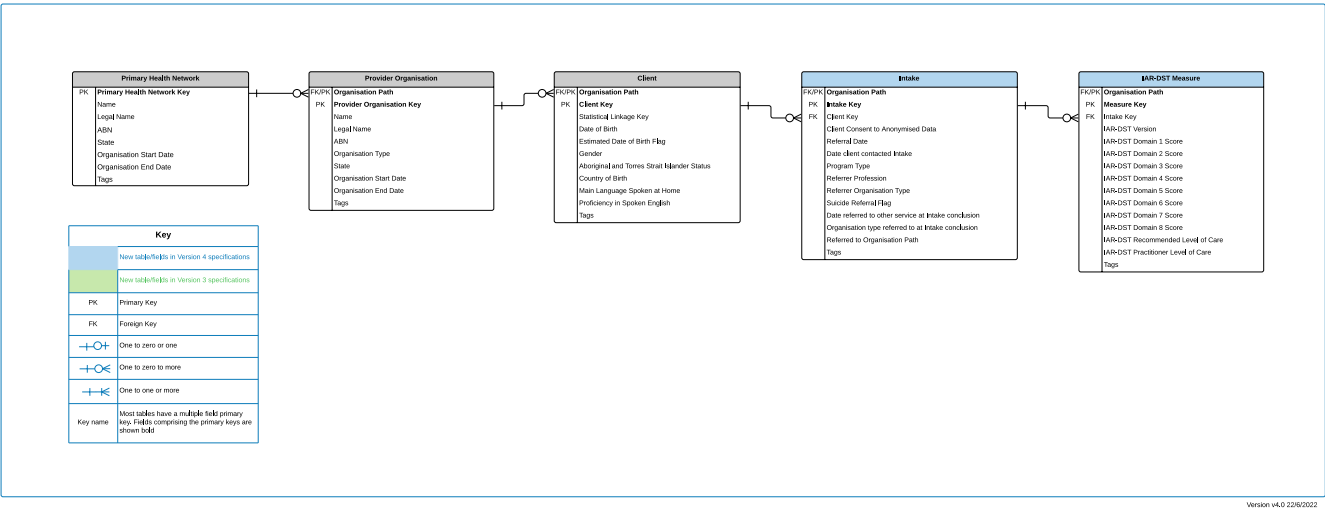 Primary Health Network
PK Primary Health Network Key
Name
Legal Name
ABN
State
Organisation Start Date
Organisation End Date
Tags
Provider Organisation
FK/PK Organisation Path
PK Provider Organisation Key
Name
Legal Name
ABN
Organisation Type
State
Organisation Start Date
Organisation End Date
Tags
Client
FK/PK Organisation Path
PK Client Key
Statistical Linkage Key
Date of Birth
Estimated Date of Birth Flag
Gender
Aboriginal and Torres Strait Islander Status
Country of Birth
Main Language Spoken at Home
Proficiency in Spoken English
Tags
Intake
FK/PK Organisation Path
PK Intake Key
FK Client Key
Client Consent to Anonymised Data
Referral Date
Date client contacted Intake
Program Type
Referrer Profession
Referrer Organisation Type
Suicide Referral Flag
Date referred to other service at Intake conclusion
Organisation type referred to at Intake conclusion
Referred to Organisation Path
Tags
IAR-DST Measure
FK/PK Organisation Path
PK Measure Key
FK Intake Key
IAR-DST Version
IAR-DST Domain 1 Score
IAR-DST Domain 2 Score
IAR-DST Domain 3 Score
IAR-DST Domain 4 Score
IAR-DST Domain 5 Score
IAR-DST Domain 6 Score
IAR-DST Domain 7 Score
IAR-DST Domain 8 Score
IAR-DST Recommended Level of Care
IAR-DST Practitioner Level of Care
Tags
Key
New table/fields in Version 4 specifications
New table/fields in Version 3 specifications
PK Primary Key
FK Foreign Key
One to zero or one
One to zero to more
One to one or more
Key name
Most tables have a multiple field primary
key. Fields comprising the primary keys are
shown bold
Version v4.0 22/6/2022